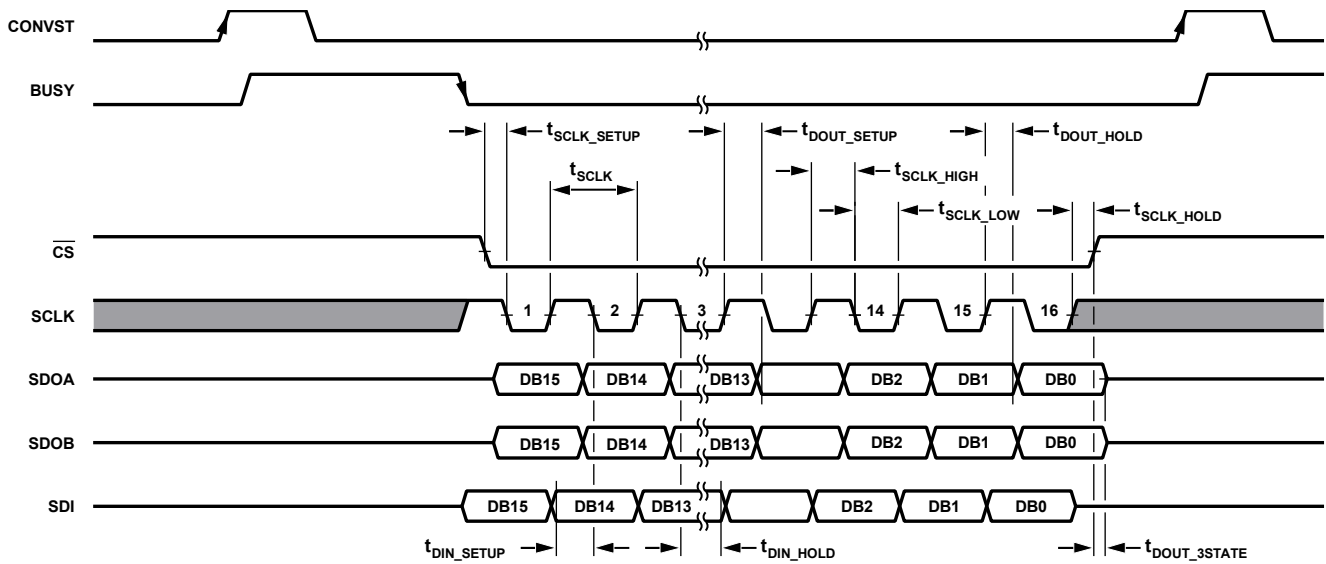 CONVST
BUSY
tSCLK_SETUP
tDOUT_SETUP
tDOUT_HOLD
tSCLK
tSCLK_HIGH
tSCLK_LOW
tSCLK_HOLD
CS
SCLK
1 2 3 14 15 16
SDOA
DB15 DB14 DB13 DB2 DB1 DB0
SDOB
DB15 DB14 DB13 DB2 DB1 DB0
SDI
DB15 DB14 DB13 DB2 DB1 DB0
tDIN_SETUP
tDIN_HOLD
tDOUT_3STATE